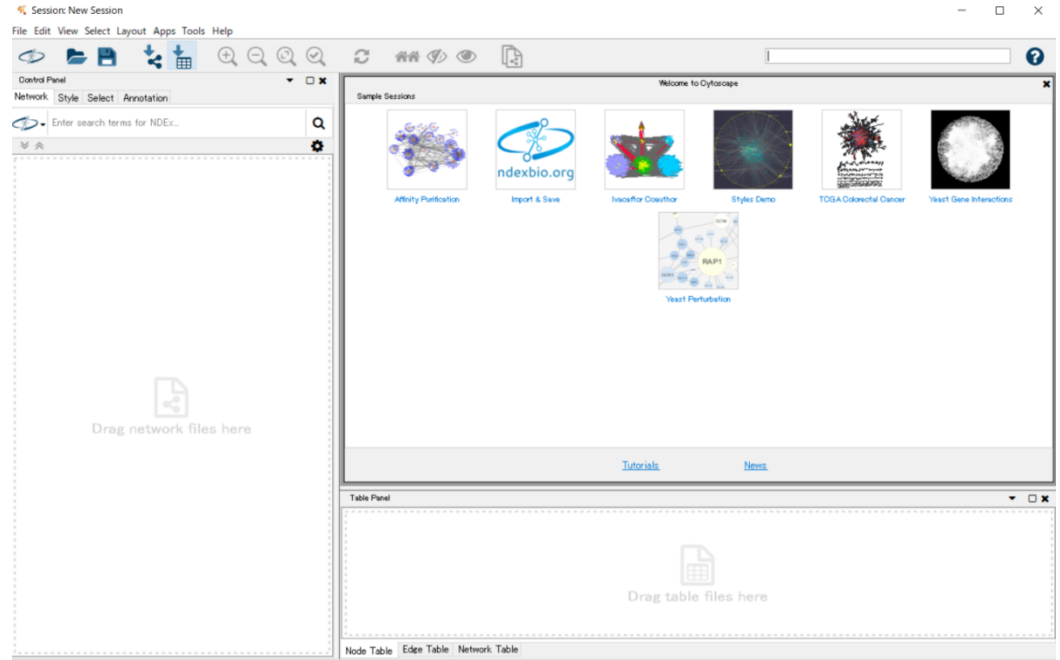 Session: New Session
File Edit View Select Layout Apps Tools Help
Control Panel
Network Style Select Annotation
Enter search terms for NDEx...
Drag network files here
Welcome to Cytoscape
Sample Sessions
ndexbio.org
Affinity Purification
Import & Save
Styles Demo
TCGA Colorectal Cancer
Yeast Gene Interactions
RAP1
Yeast Perturbation
Tutorials
News
Table Panel
Drag table files here
Node Table Edge Table Network Table